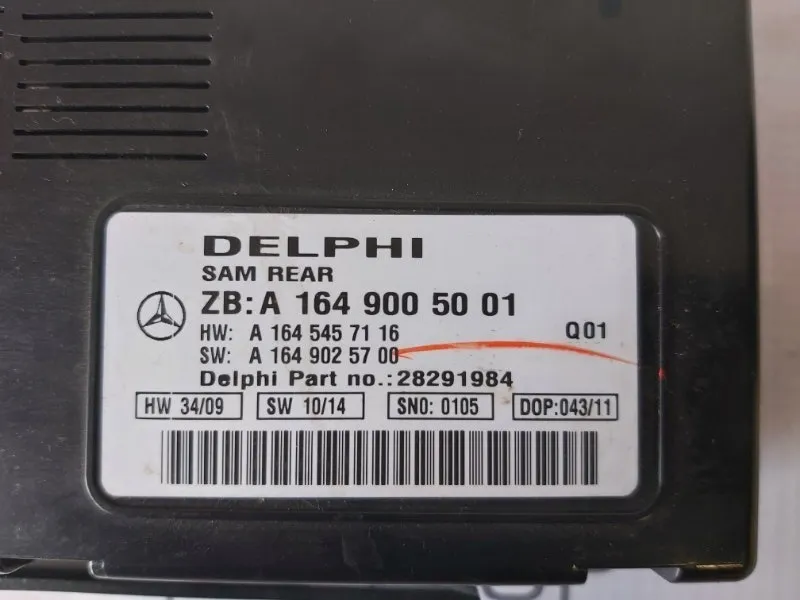 DELPHI
SAM REAR
ZB: A 164 900 50 01
HW: A 164 545 71 16 Q01
SW: A 164 902 57 00
Delphi Part no.:28291984
HW 34/09 SW 10/14 SNO: 0105 DOP:043/11